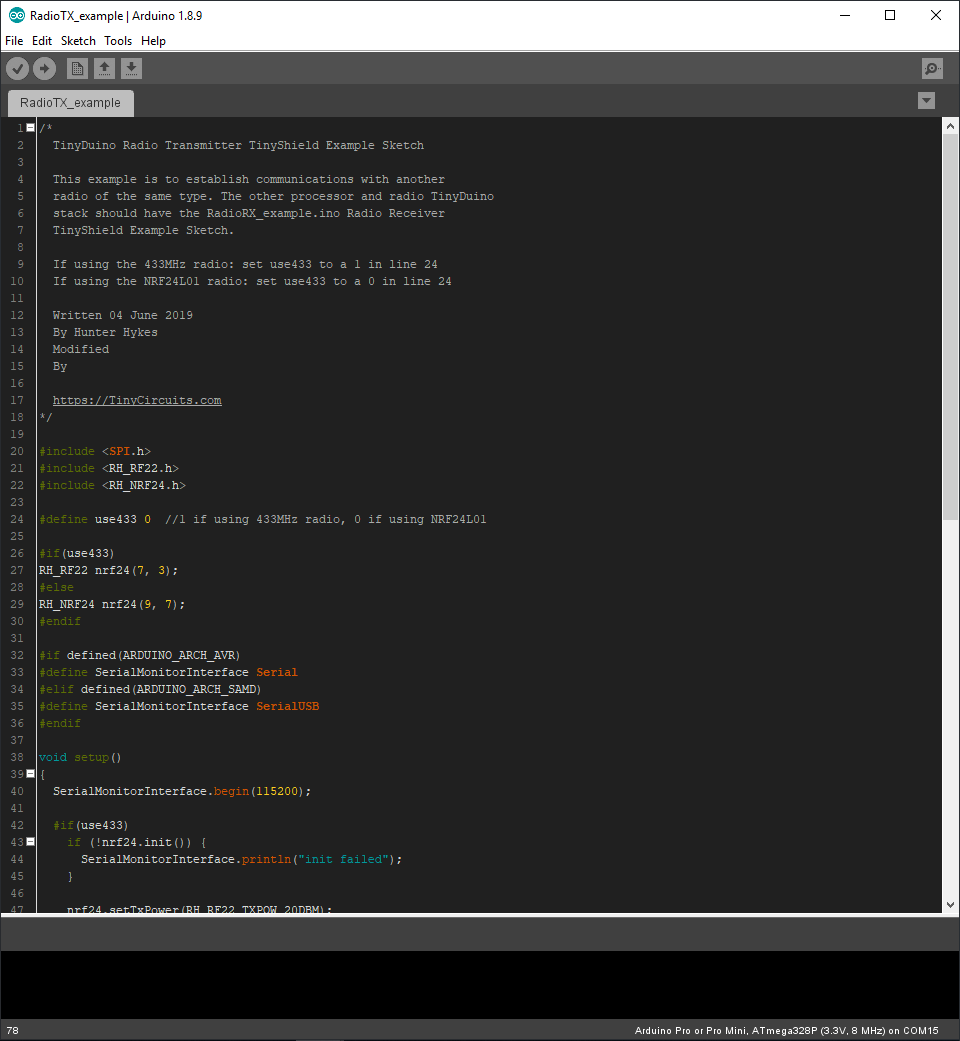 RadioTX_example | Arduino 1.8.9
File Edit Sketch Tools Help
RadioTX_example
1 /*
2 TinyDuino Radio Transmitter TinyShield Example Sketch
3
4 This example is to establish communications with another
5 radio of the same type. The other processor and radio TinyDuino
6 stack should have the RadioRX_example.ino Radio Receiver
7 TinyShield Example Sketch.
8
9 If using the 433MHz radio: set use433 to a 1 in line 24
10 If using the NRF24L01 radio: set use433 to a 0 in line 24
11
12 Written 04 June 2019
13 By Hunter Hykes
14 Modified
15 By
16
17 https://TinyCircuits.com
18 */
19
20 #include <SPI.h>
21 #include <RH_RF22.h>
22 #include <RH_NRF24.h>
23
24 #define use433 0 //1 if using 433MHz radio, 0 if using NRF24L01
25
26 #if(use433)
27 RH_RF22 nrf24(7, 3);
28 #else
29 RH_NRF24 nrf24(9, 7);
30 #endif
31
32 #if defined(ARDUINO_ARCH_AVR)
33 #define SerialMonitorInterface Serial
34 #elif defined(ARDUINO_ARCH_SAMD)
35 #define SerialMonitorInterface SerialUSB
36 #endif
37
38 void setup()
39 {
40 SerialMonitorInterface.begin(115200);
41
42 #if(use433)
43 if (!nrf24.init()) {
44 SerialMonitorInterface.println("init failed");
45 }
46
47 nrf24.setTxPower(RH_RF22_TXPOW_20DBM);
78 Arduino Pro or Pro Mini, ATmega328P (3.3V, 8 MHz) on COM15